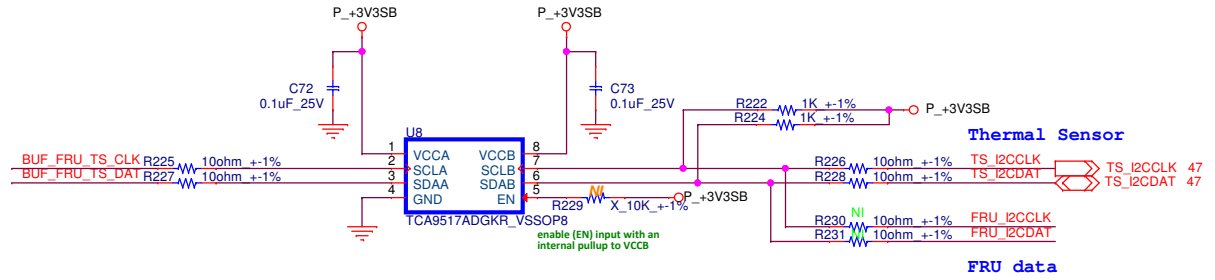 P_+3V3SB
P_+3V3SB
C72
0.1uF_25V
C73
0.1uF_25V
R222 1K_+-1%
R224 1K_+-1%
P_+3V3SB
Thermal Sensor
U8
1 VCCA VCCB 8
BUF_FRU_TS_CLK R225 10ohm_+-1% 2 SCLA SCLB 7 R226 10ohm_+-1% TS_I2CCLK TS_I2CCLK 47
BUF_FRU_TS_DAT R227 10ohm_+-1% 3 SDAA SDAB 6 R228 10ohm_+-1% TS_I2CDAT TS_I2CDAT 47
4 GND EN 5 R229 NI X_10K_+-1% P_+3V3SB
TCA9517ADGKR_VSSOP8
enable (EN) input with an
internal pullup to VCCB
R230 NI 10ohm_+-1% FRU_I2CCLK
R231 NI 10ohm_+-1% FRU_I2CDAT
FRU data